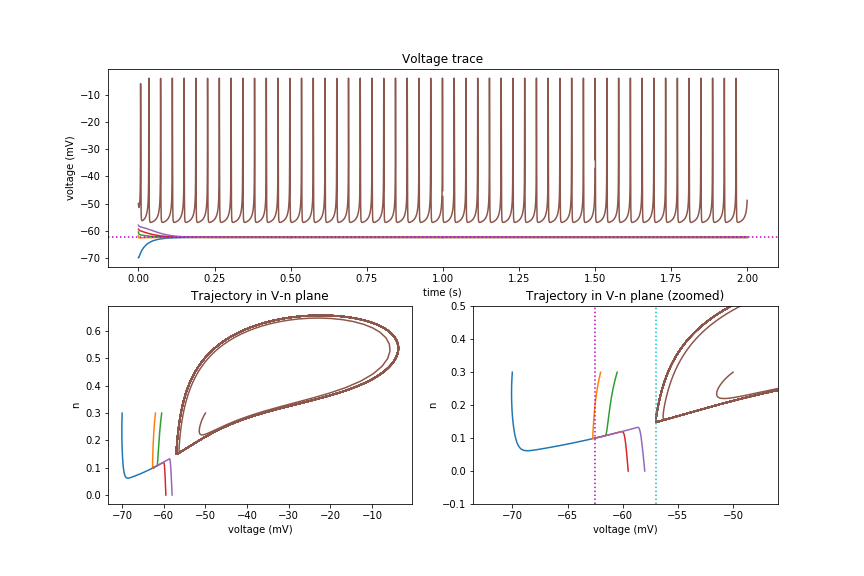 Voltage trace
voltage (mV)
−10
−20
−30
−40
−50
−60
−70
0.00 0.25 0.50 0.75 1.00 1.25 1.50 1.75 2.00
time (s)
Trajectory in V-n plane
n
0.6
0.5
0.4
0.3
0.2
0.1
0.0
−70 −60 −50 −40 −30 −20 −10
voltage (mV)
Trajectory in V-n plane (zoomed)
n
0.5
0.4
0.3
0.2
0.1
0.0
−0.1
−70 −65 −60 −55 −50
voltage (mV)